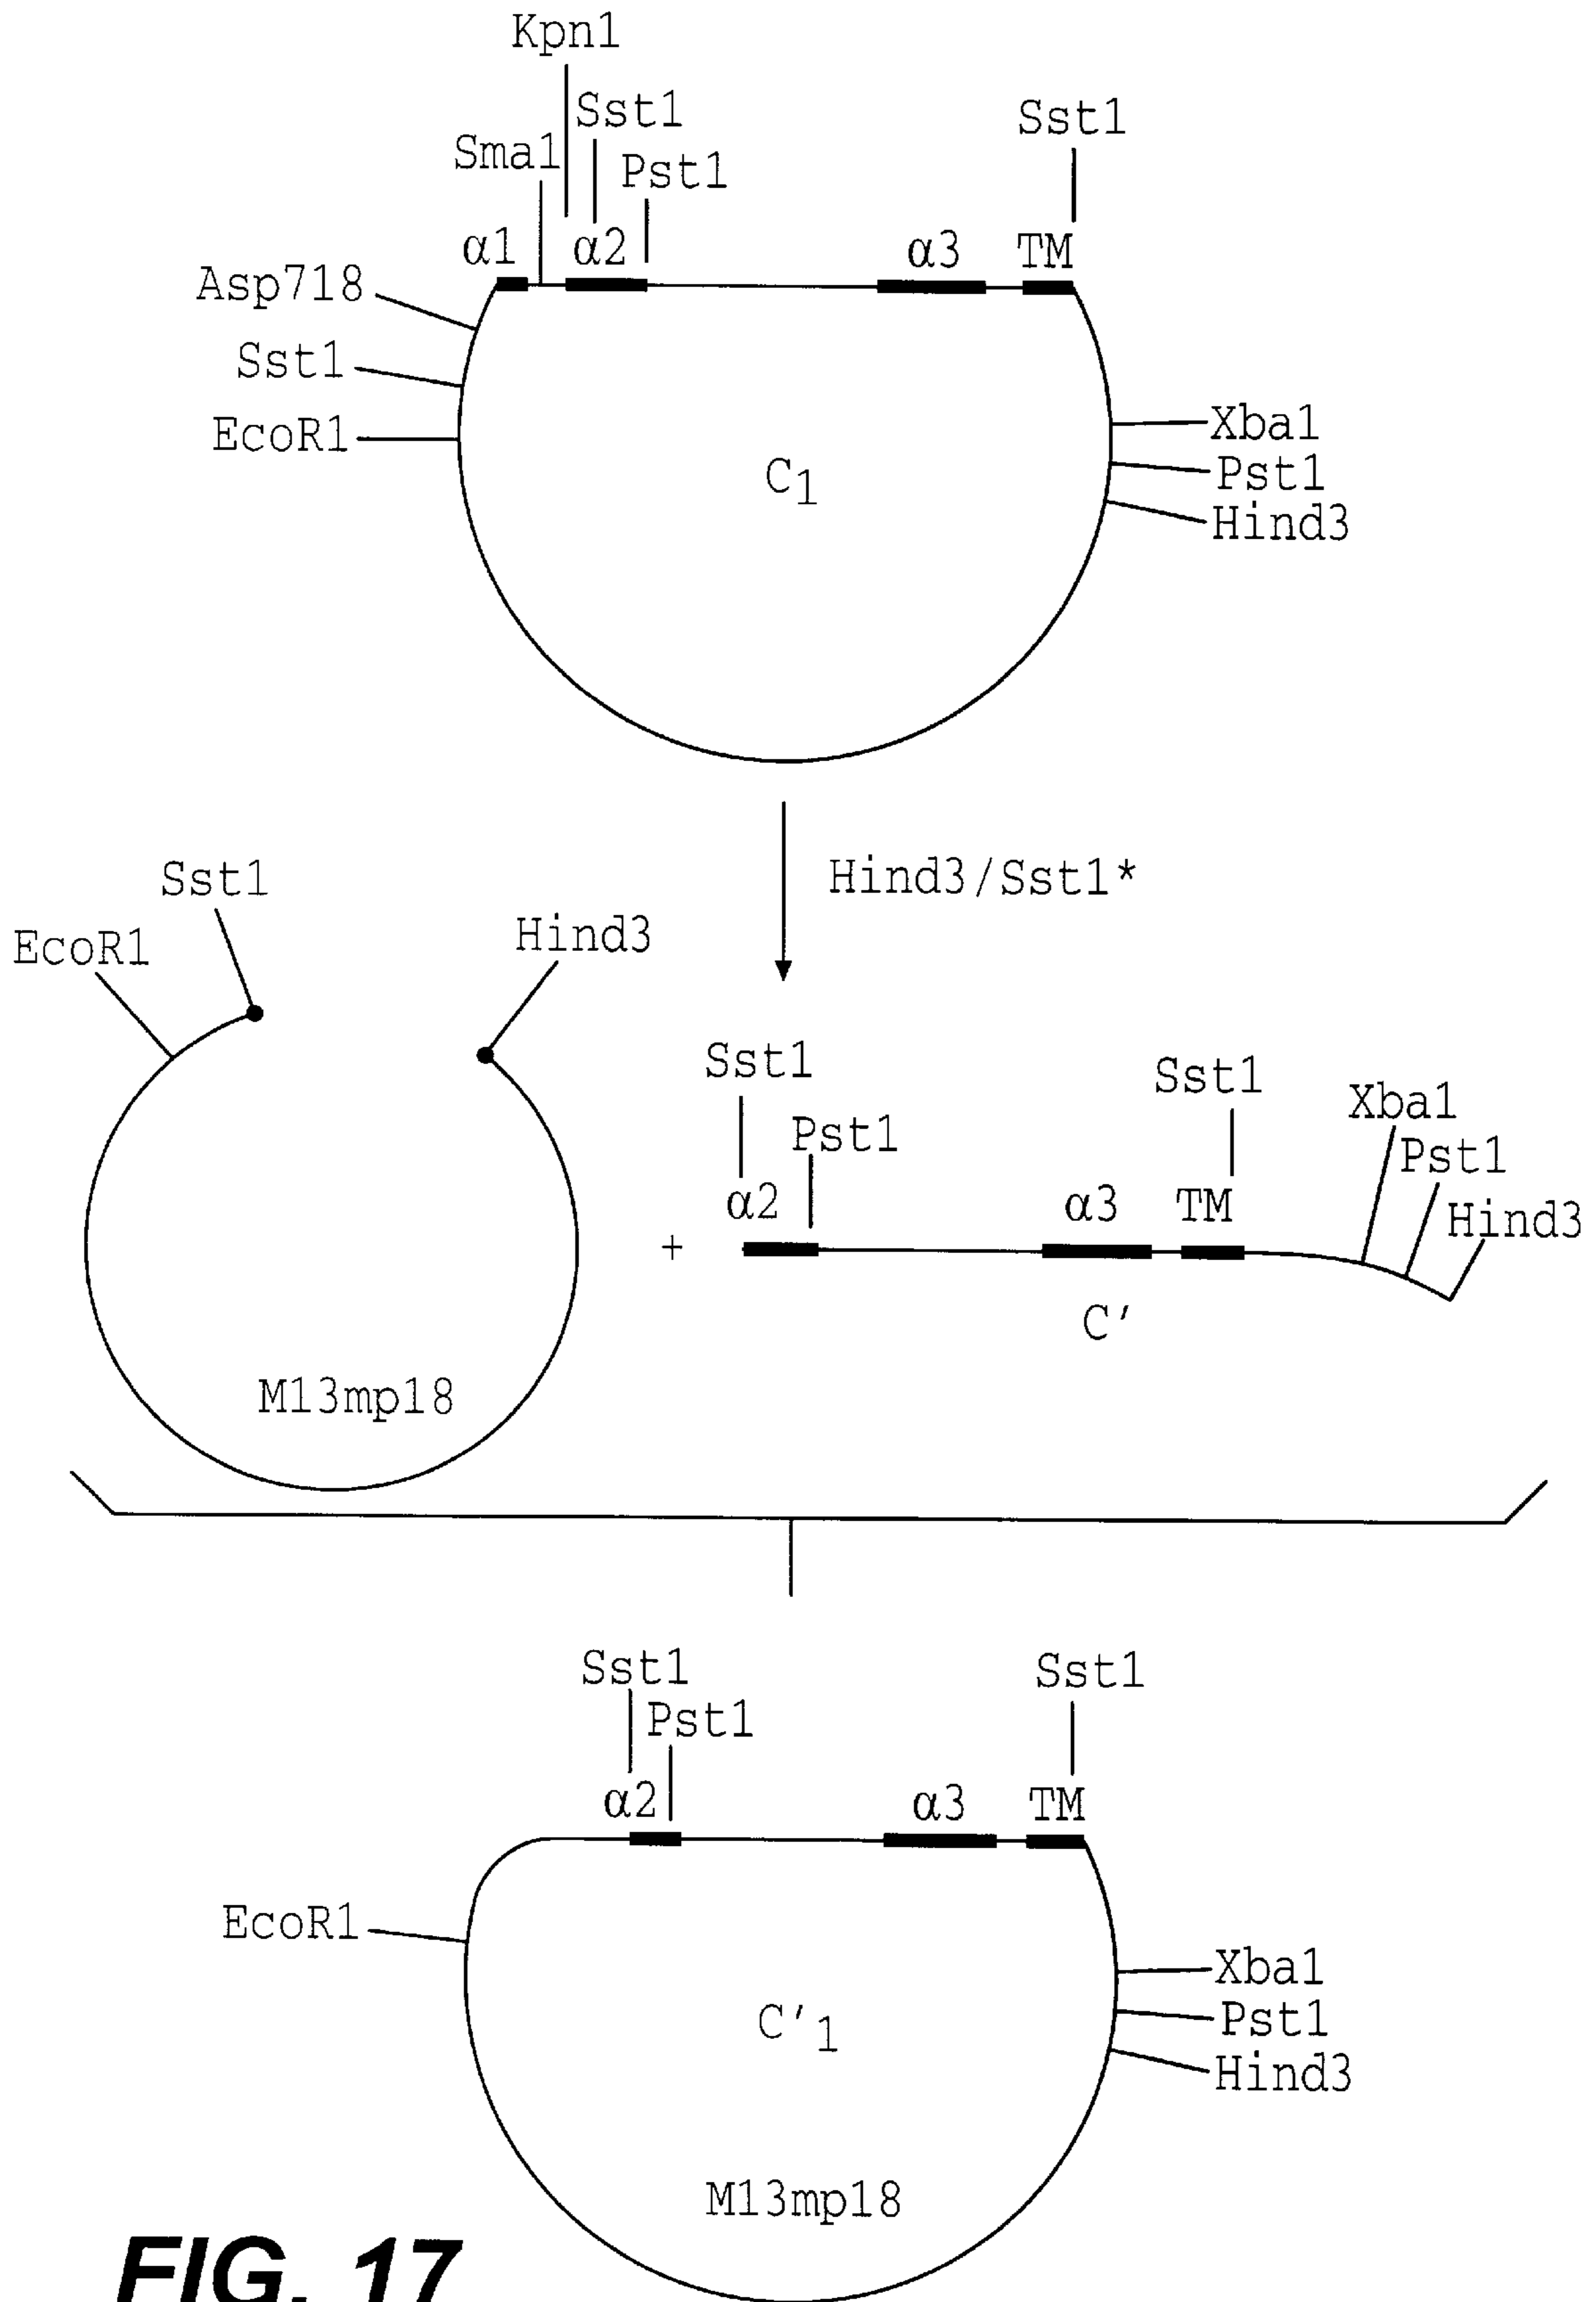 Kpn1
Sst1
Sst1
Sma1
Pst1
α1
α2
α3
TM
Asp718
Sst1
EcoR1
Xba1
Pst1
Hind3
C1
Hind3/Sst1*
Sst1
EcoR1
Hind3
Sst1
Sst1
Xba1
Pst1
Pst1
Hind3
α2
α3
TM
+
C'
M13mp18
Sst1
Sst1
Pst1
α2
α3
TM
EcoR1
Xba1
Pst1
Hind3
C'1
M13mp18
FIG. 17